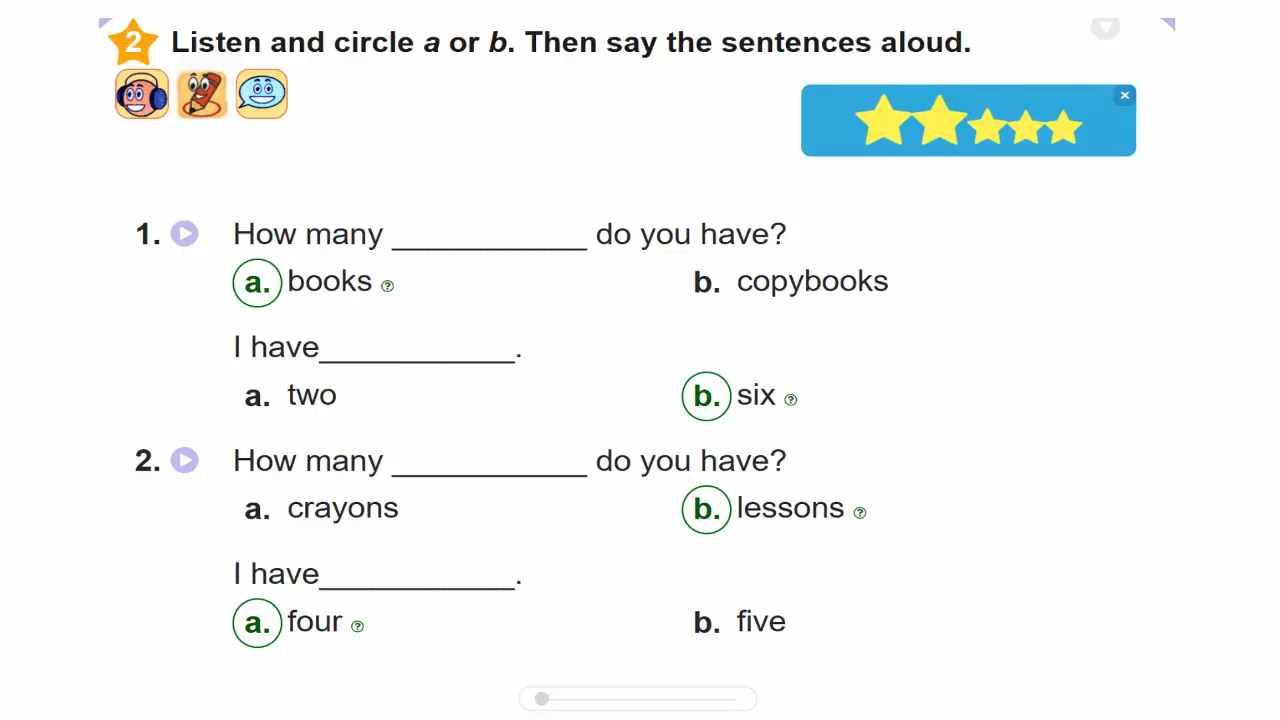 2 Listen and circle a or b. Then say the sentences aloud.
1. How many ____________ do you have?
a. books b. copybooks
I have____________.
a. two b. six
2. How many ____________ do you have?
a. crayons b. lessons
I have____________.
a. four b. five